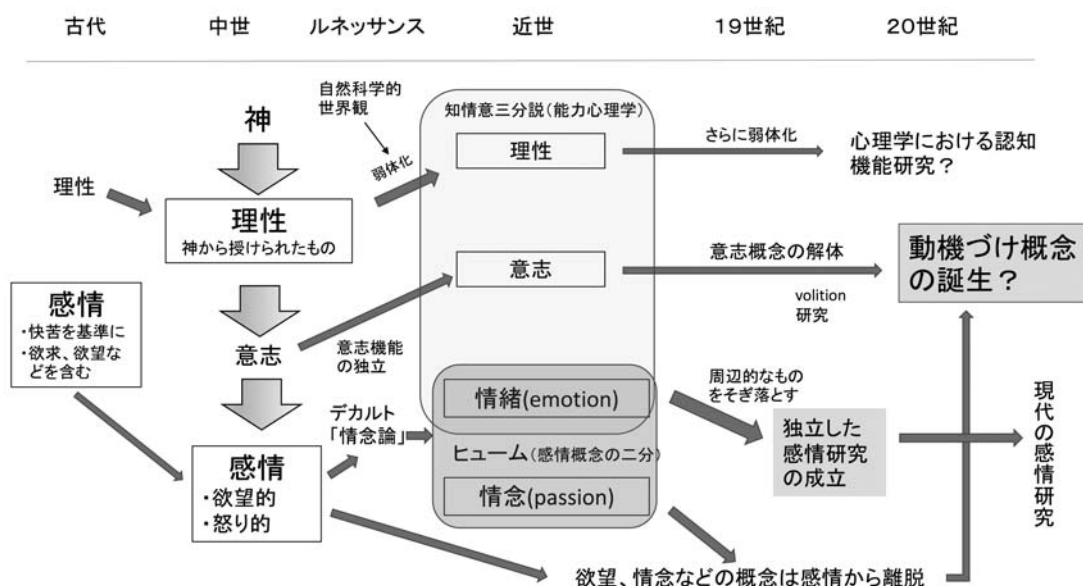 古代
中世
ルネッサンス
近世
19世紀
20世紀
自然科学的
世界観
知情意三分説(能力心理学)
神
理性
さらに弱体化
心理学における認知
機能研究？
弱体化
理性
理性
神から授けられたもの
意志
意志概念の解体
動機づけ概念
の誕生？
volition
研究
感情
・快苦を基準に
・欲求、欲望な
どを含む
意志
意志機能
の独立
周辺的なもの
をそぎ落とす
情緒(emotion)
デカルト
「情念論」
独立した
感情研究
の成立
現代の感情研究
ヒューム(感情概念の二分)
感情
・欲望的
・怒り的
情念(passion)
欲望、情念などの概念は感情から離脱